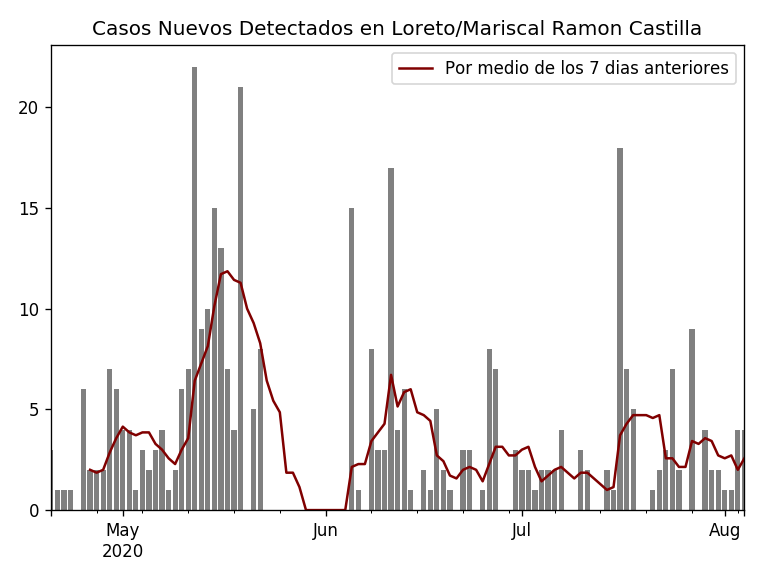 Casos Nuevos Detectados en Loreto/Mariscal Ramon Castilla
Por medio de los 7 dias anteriores
20
15
10
5
0
May Jun Jul Aug
2020